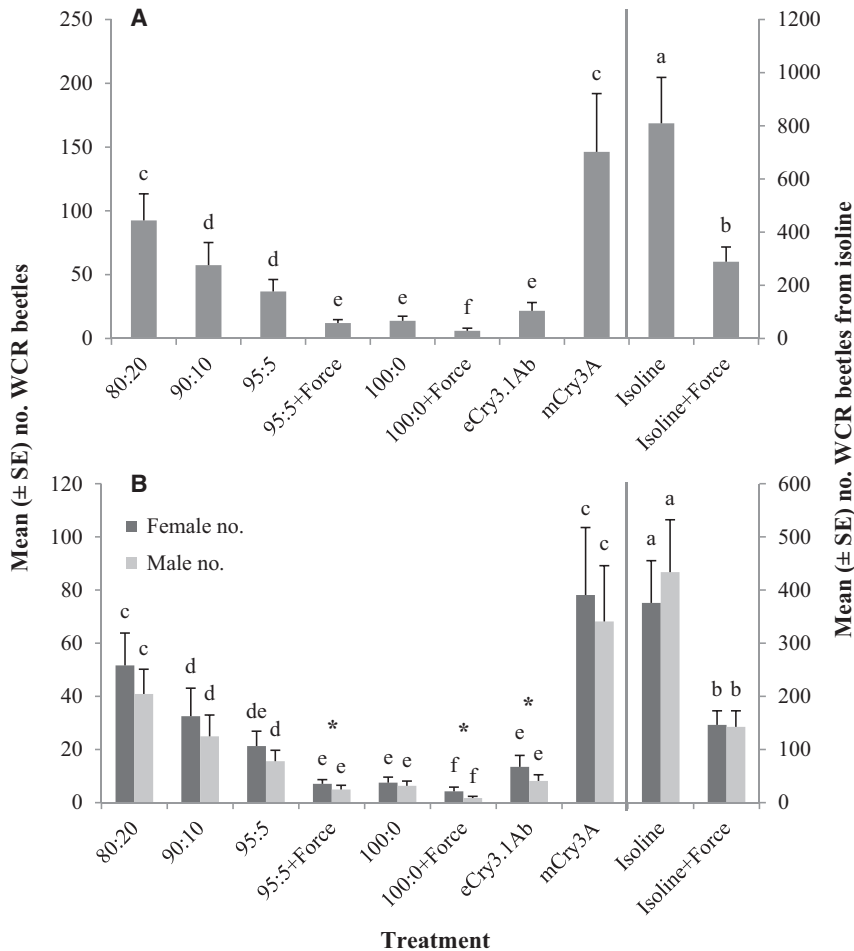 A
250
200
150
100
50
0
1200
1000
800
600
400
200
0
c
d
d
e
e
f
e
c
a
b
80:20
90:10
95:5
95:5+Force
100:0
100:0+Force
eCry3.1Ab
mCry3A
Isoline
Isoline+Force
Mean (± SE) no. WCR beetles
Mean (± SE) no. WCR beetles from isoline
B
Female no.
Male no.
120
100
80
60
40
20
0
600
500
400
300
200
100
0
c c
d d
de d
* e e
e e
* f f
* e e
c c
a a
b b
80:20
90:10
95:5
95:5+Force
100:0
100:0+Force
eCry3.1Ab
mCry3A
Isoline
Isoline+Force
Treatment